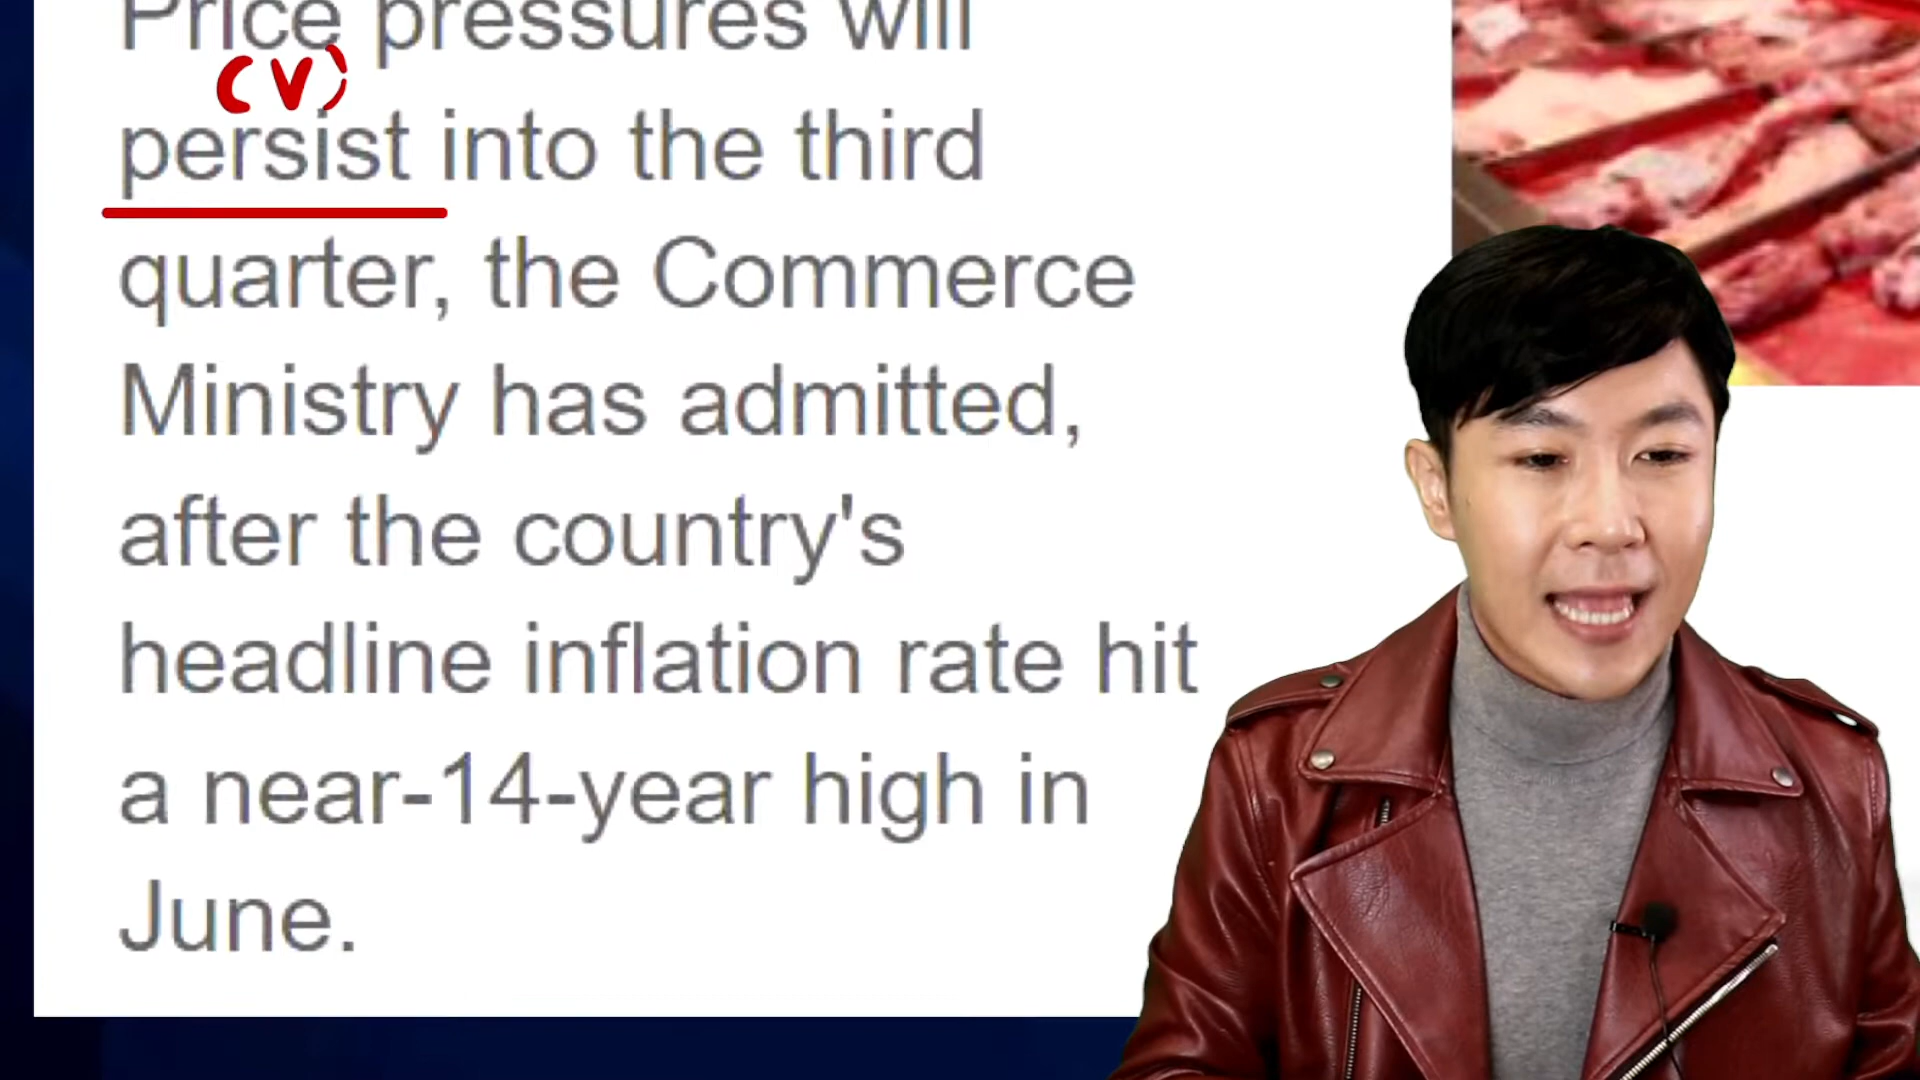 Price pressures will
(V)
persist into the third
quarter, the Commerce
Ministry has admitted,
after the country's
headline inflation rate hit
a near-14-year high in
June.